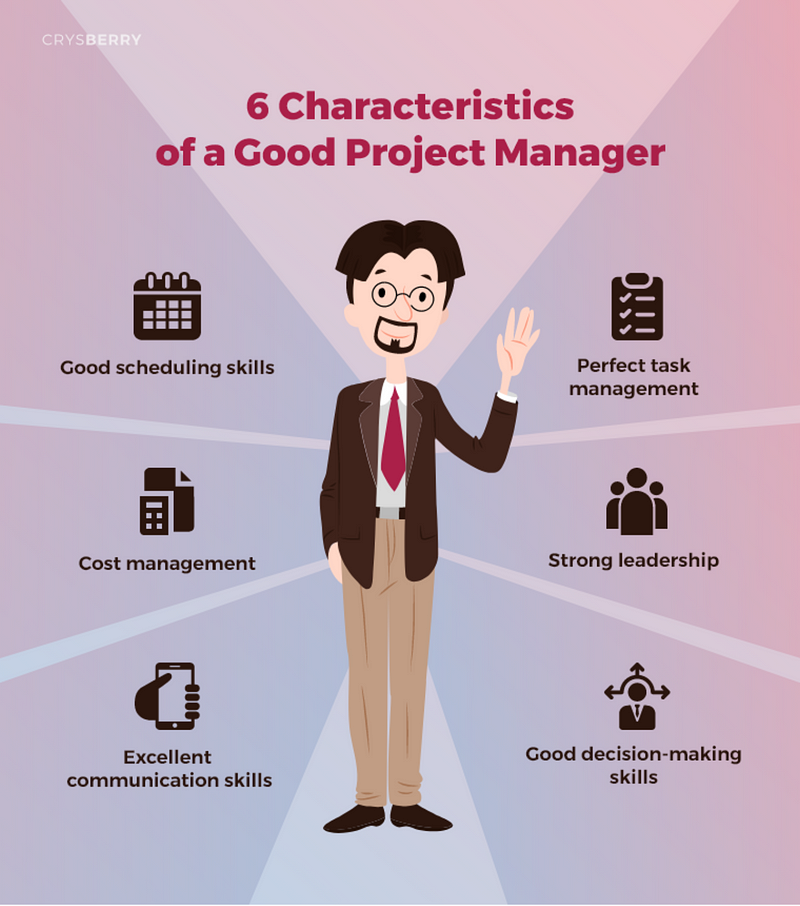 CRYSBERRY
6 Characteristics
of a Good Project Manager
Good scheduling skills
Perfect task
management
Cost management
Strong leadership
Excellent
communication skills
Good decision-making
skills